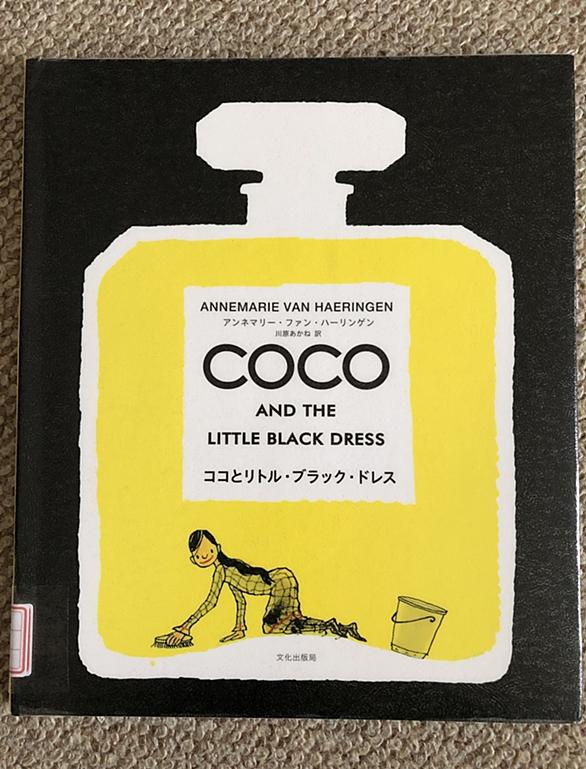 ANNEMARIE VAN HAERINGEN
アンネマリー・ファン・ハーリンゲン
川原あかね 訳
COCO
AND THE
LITTLE BLACK DRESS
ココとリトル・ブラック・ドレス
文化出版局